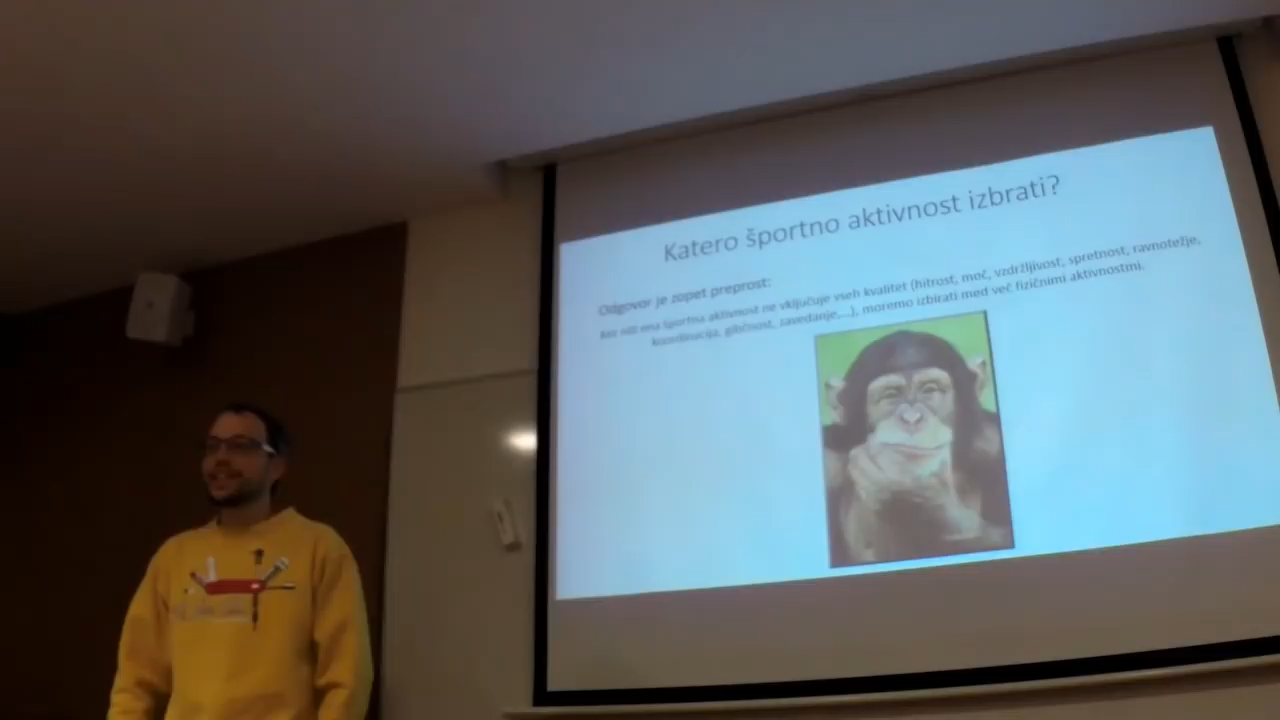 Katero športno aktivnost izbrati?
Odgovor je zopet preprost:
Ker niti ena športna aktivnost ne vključuje vseh kvalitet (hitrost, moč, vzdržljivost, spretnost, ravnotežje,
koordinacija, gibčnost, zavedanje,...), moremo izbirati med več fizičnimi aktivnostmi.